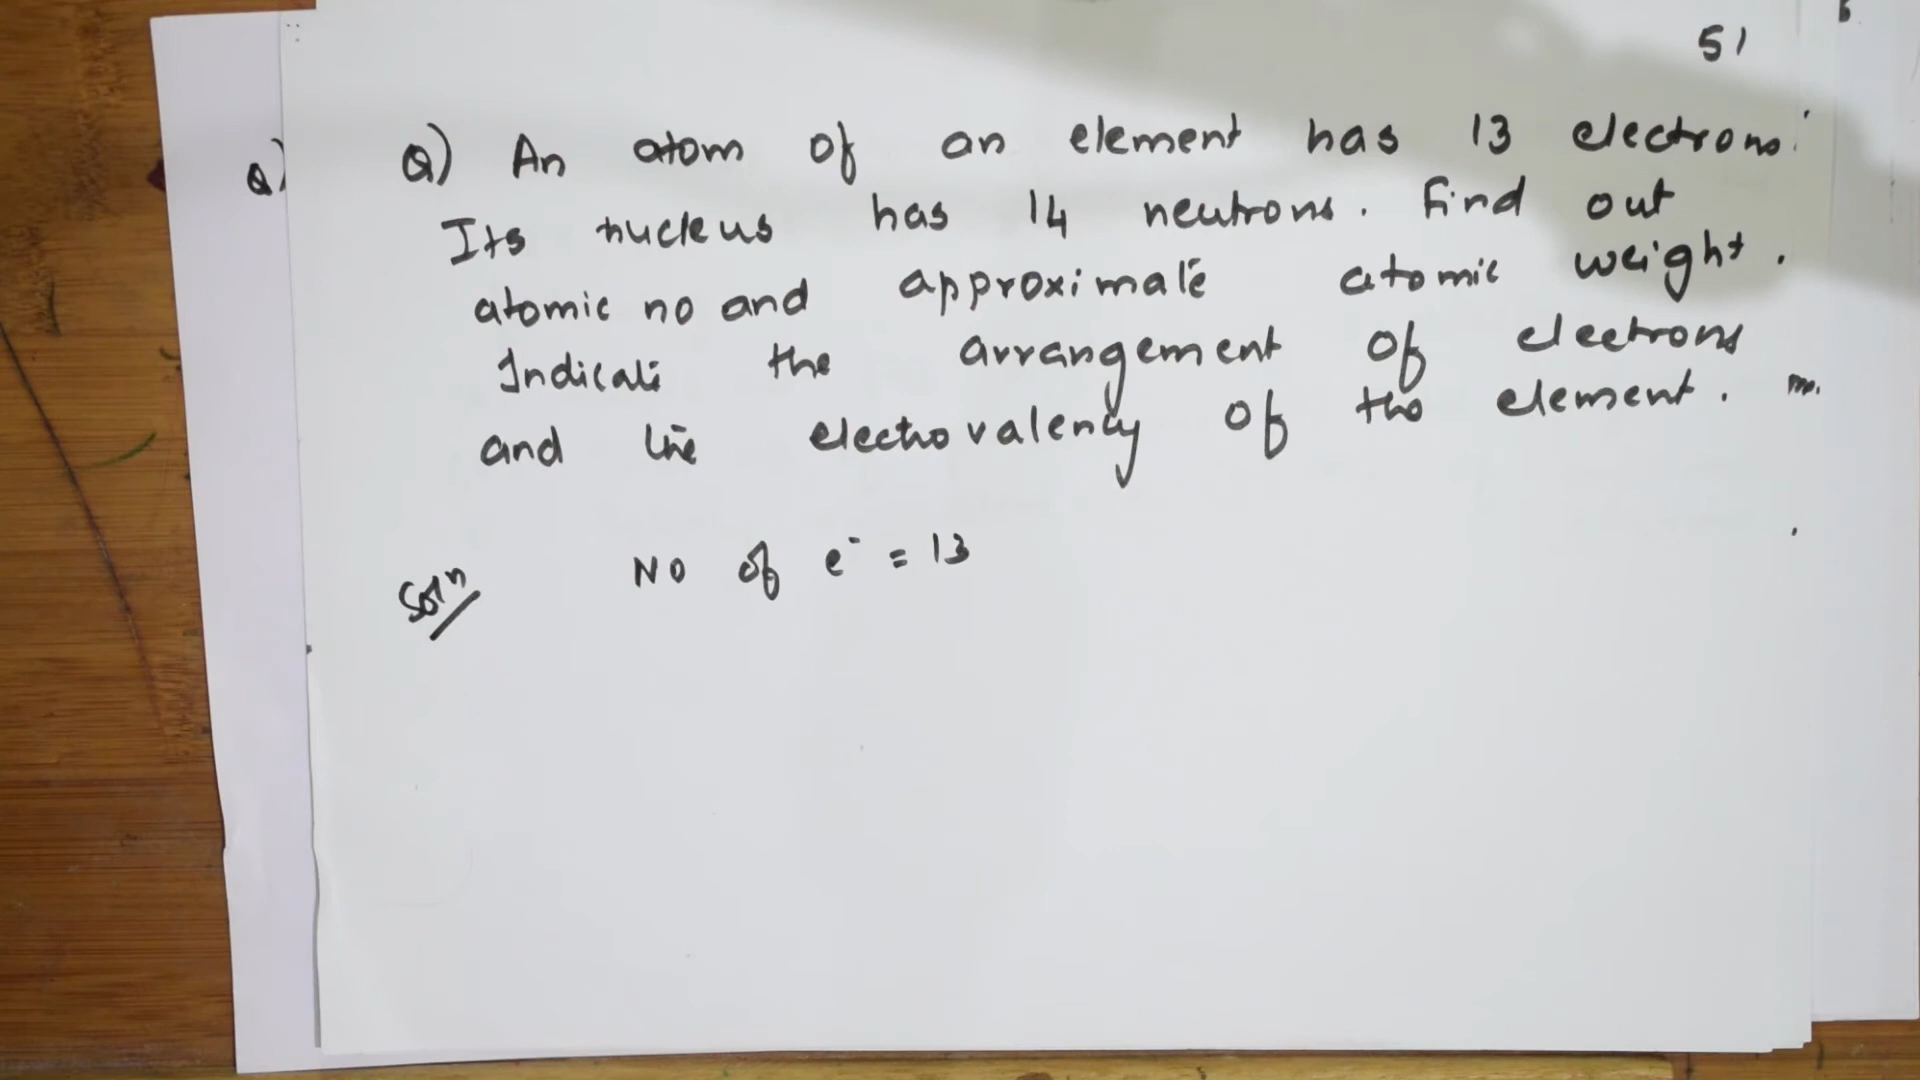 51
Q) Q) An atom of an element has 13 electrons.
Its nucleus has 14 neutrons. Find out
atomic no and approximate atomic weight.
Indicate the arrangement of electrons
and the electrovalency of the element.
Soln No of e⁻ = 13